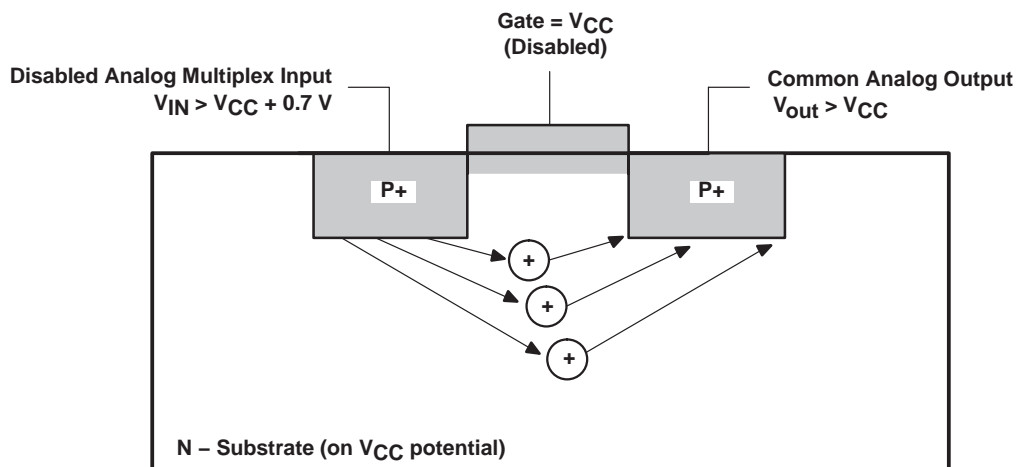 Gate = VCC
(Disabled)
Disabled Analog Multiplex Input
VIN > VCC + 0.7 V
Common Analog Output
Vout > VCC
P+
P+
+
+
+
N – Substrate (on VCC potential)